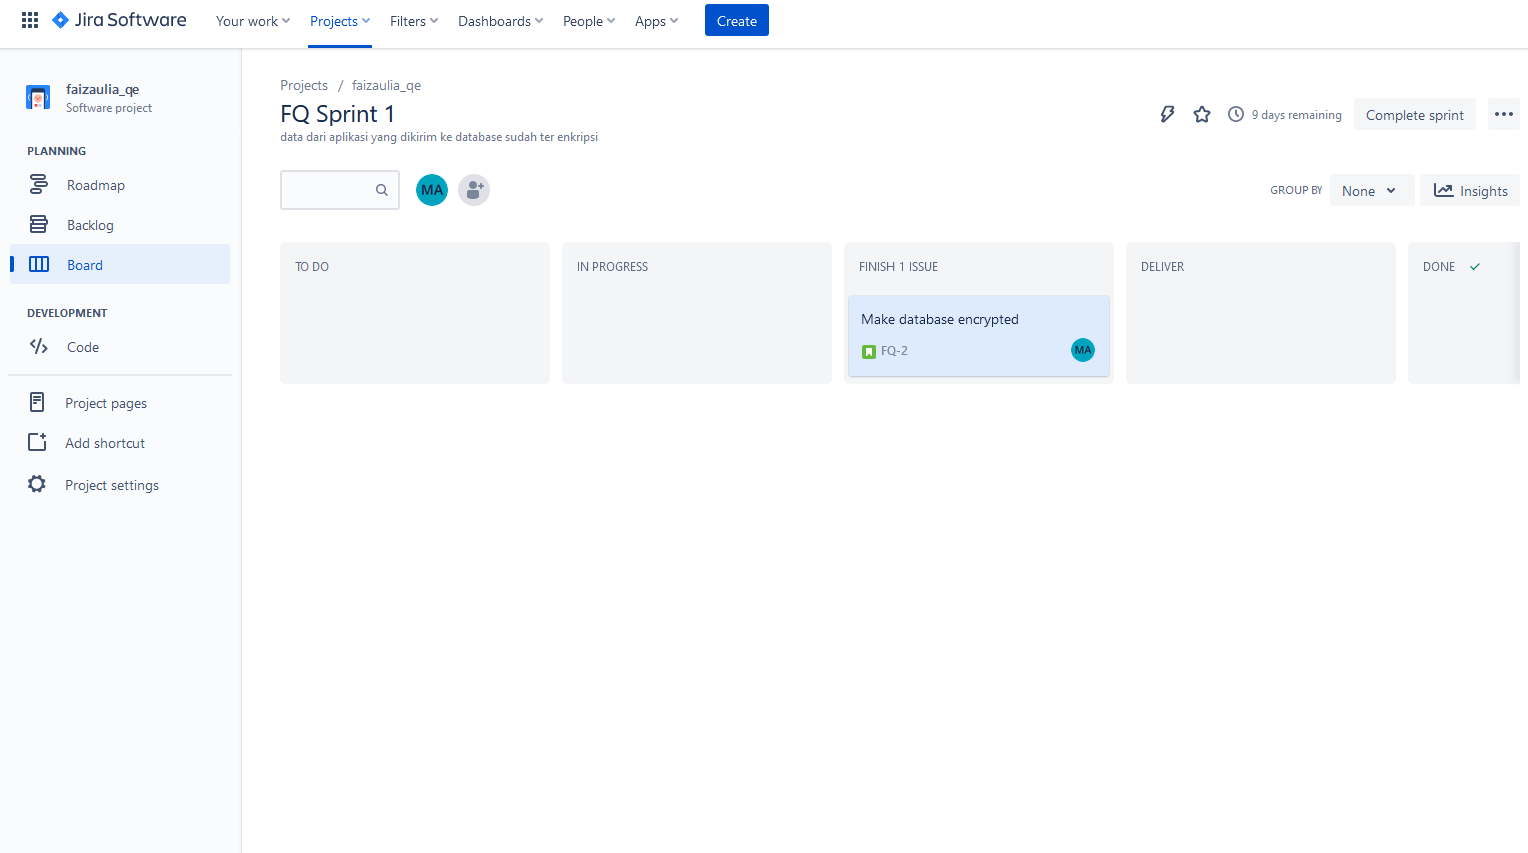 Jira Software Your work Projects Filters Dashboards People Apps Create
faizaulia_qe
Software project
PLANNING
Roadmap
Backlog
Board
DEVELOPMENT
Code
Project pages
Add shortcut
Project settings
Projects / faizaulia_qe
FQ Sprint 1
9 days remaining Complete sprint
data dari aplikasi yang dikirim ke database sudah ter enkripsi
MA
GROUP BY None Insights
TO DO
IN PROGRESS
FINISH 1 ISSUE
Make database encrypted
FQ-2 MA
DELIVER
DONE